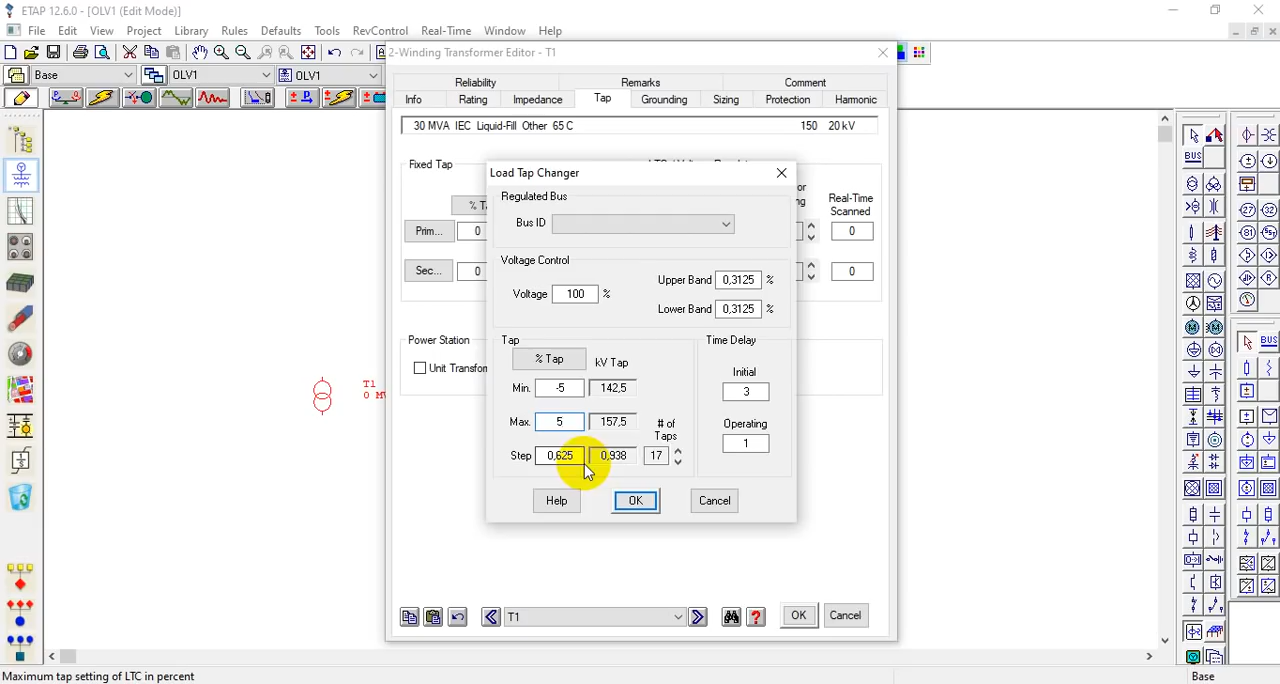 ETAP 12.6.0 - [OLV1 (Edit Mode)]
File Edit View Project Library Rules Defaults Tools RevControl Real-Time Window Help
2-Winding Transformer Editor - T1
Base OLV1 OLV1
Reliability Remarks Comment
Info Rating Impedance Tap Grounding Sizing Protection Harmonic
30 MVA IEC Liquid-Fill Other 65 C 150 20 kV
Fixed Tap
Load Tap Changer
Regulated Bus
Bus ID
Real-Time
Scanned
Prim... 0
0
Sec... 0
0
Voltage Control
Voltage 100 %
Upper Band 0,3125 %
Lower Band 0,3125 %
Power Station
Unit Transfor
Tap
% Tap kV Tap
Min. -5 142,5
Max. 5 157,5
# of
Taps
Step 0,625 0,938 17
Time Delay
Initial
3
Operating
1
Help OK Cancel
T1
0 M
T1
OK Cancel
BUS
BUS
Maximum tap setting of LTC in percent
Base